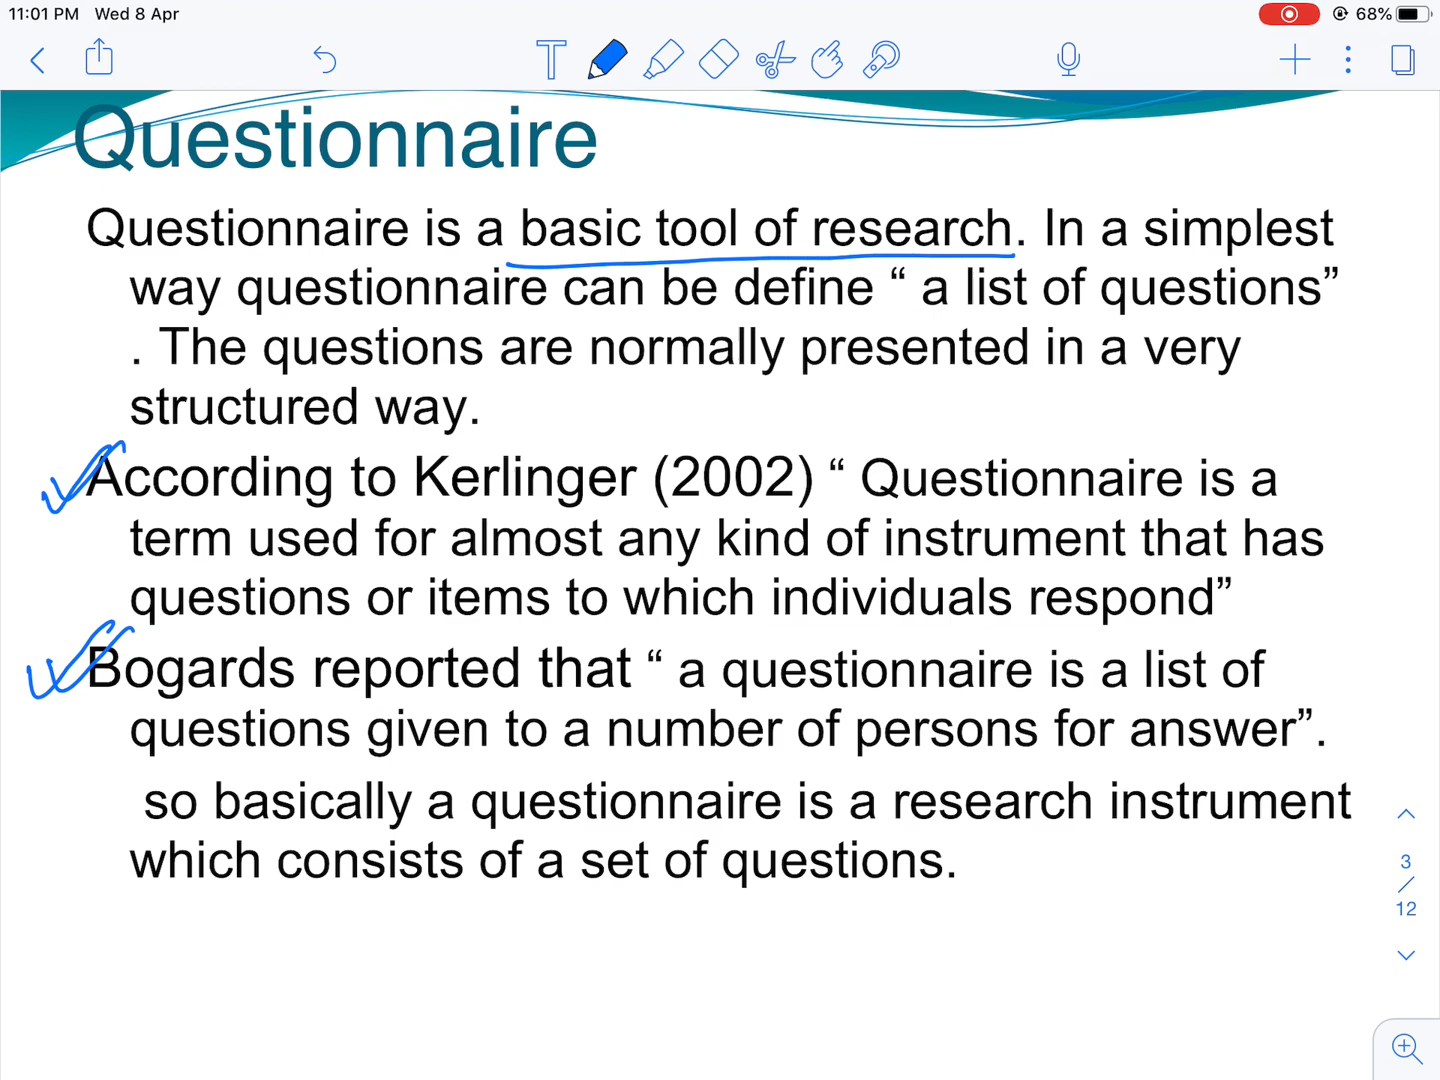 11:01 PM Wed 8 Apr 68%
T
Questionnaire
Questionnaire is a basic tool of research. In a simplest
way questionnaire can be define “ a list of questions”
. The questions are normally presented in a very
structured way.
According to Kerlinger (2002) “ Questionnaire is a
term used for almost any kind of instrument that has
questions or items to which individuals respond”
Bogards reported that “ a questionnaire is a list of
questions given to a number of persons for answer”.
so basically a questionnaire is a research instrument
which consists of a set of questions.
3
/
12